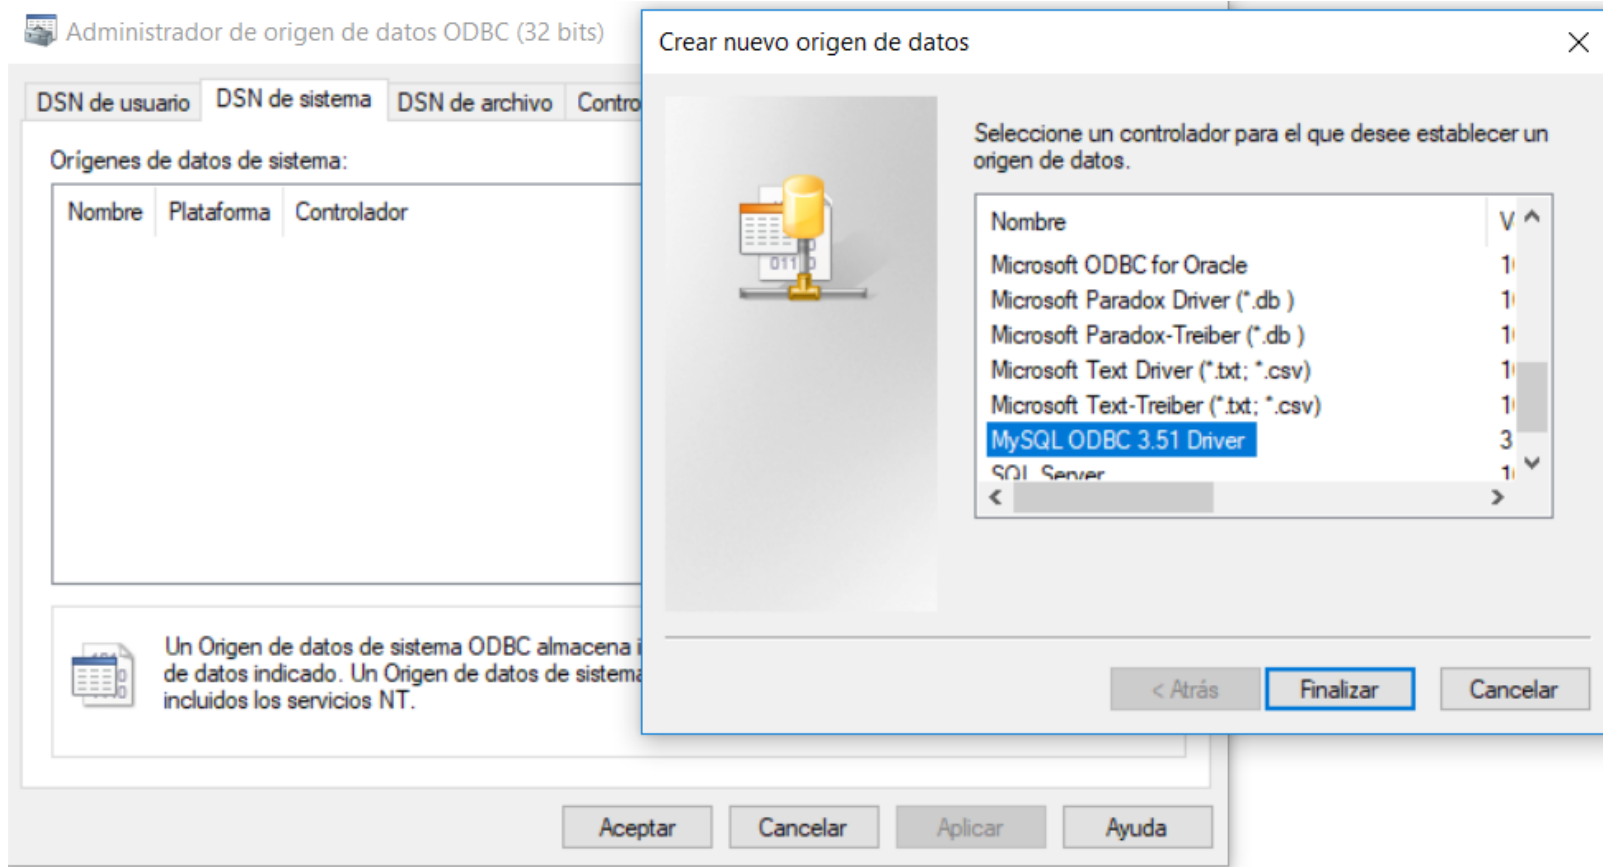 Administrador de origen de datos ODBC (32 bits)
DSN de usuario
DSN de sistema
DSN de archivo
Orígenes de datos de sistema:
Nombre
Plataforma
Controlador
Un Origen de datos de sistema ODBC almacena
de datos indicado. Un Origen de datos de sistema
incluidos los servicios NT.
Aceptar
Cancelar
Aplicar
Ayuda
Crear nuevo origen de datos
Seleccione un controlador para el que desee establecer un
origen de datos.
Nombre
Microsoft ODBC for Oracle
Microsoft Paradox Driver (*.db )
Microsoft Paradox-Treiber (*.db )
Microsoft Text Driver (*.txt; *.csv)
Microsoft Text-Treiber (*.txt; *.csv)
MySQL ODBC 3.51 Driver
SQL Server
< Atrás
Finalizar
Cancelar